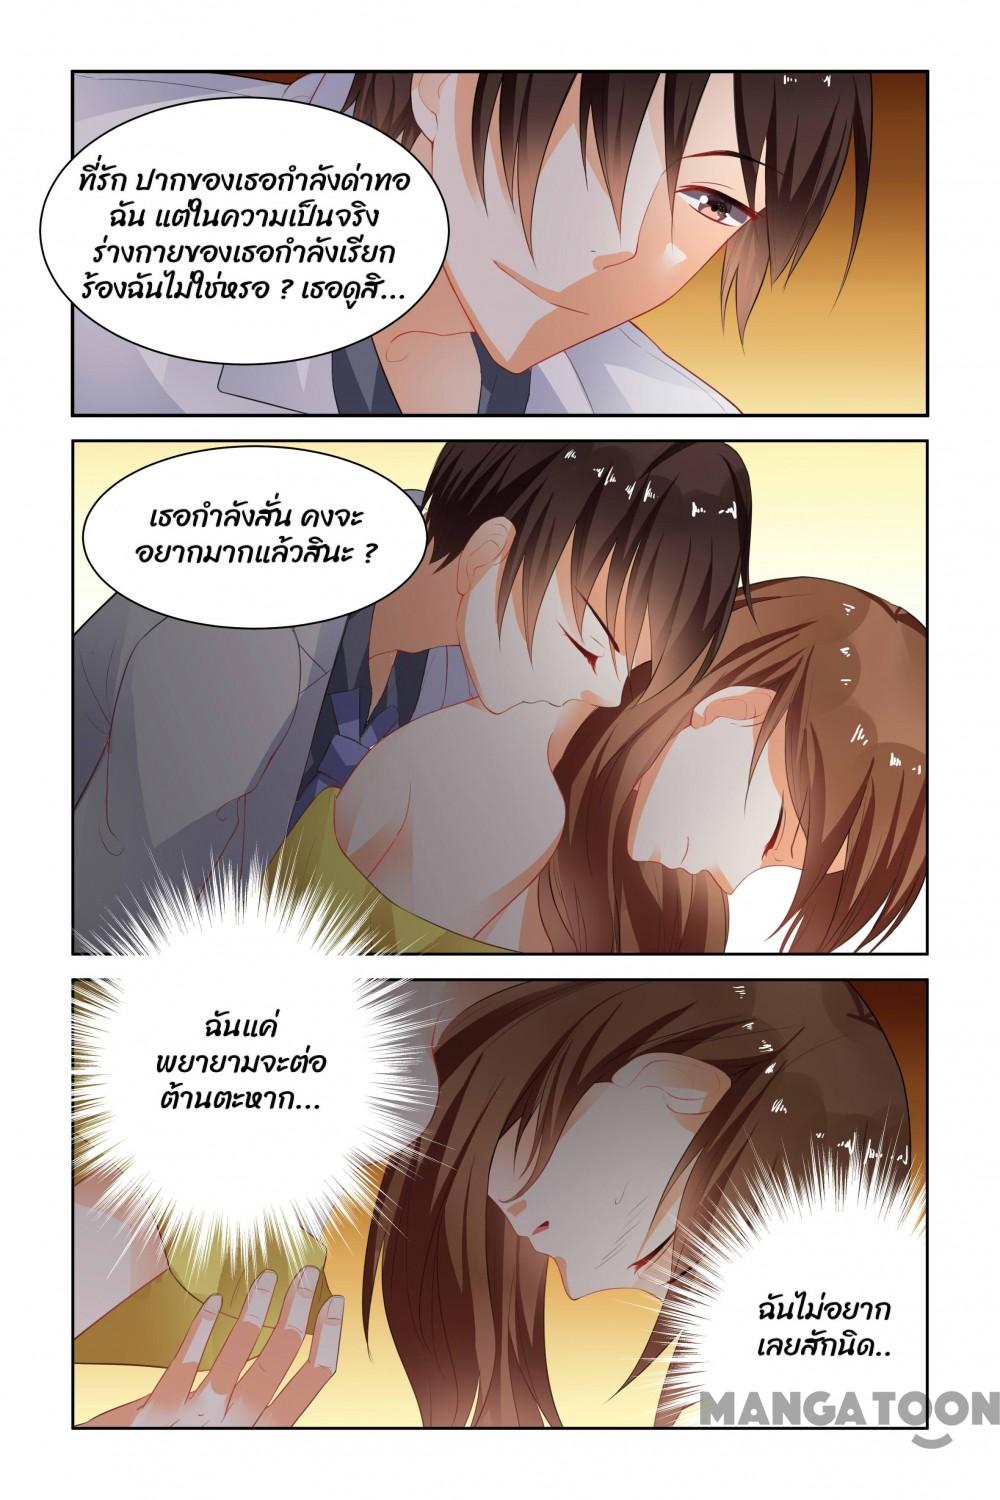 ที่รัก ปากของเธอกำลังด่าทอ
ฉัน แต่ในความเป็นจริง
ร่างกายของเธอกำลังเรียก
ร้องฉันไม่ใช่หรอ ? เธอดูสิ...
เธอกำลังสั่น คงจะ
อยากมากแล้วสินะ ?
ฉันแค่
พยายามจะต่อ
ต้านตะหาก...
ฉันไม่อยาก
เลยสักนิด..
MANGATOON